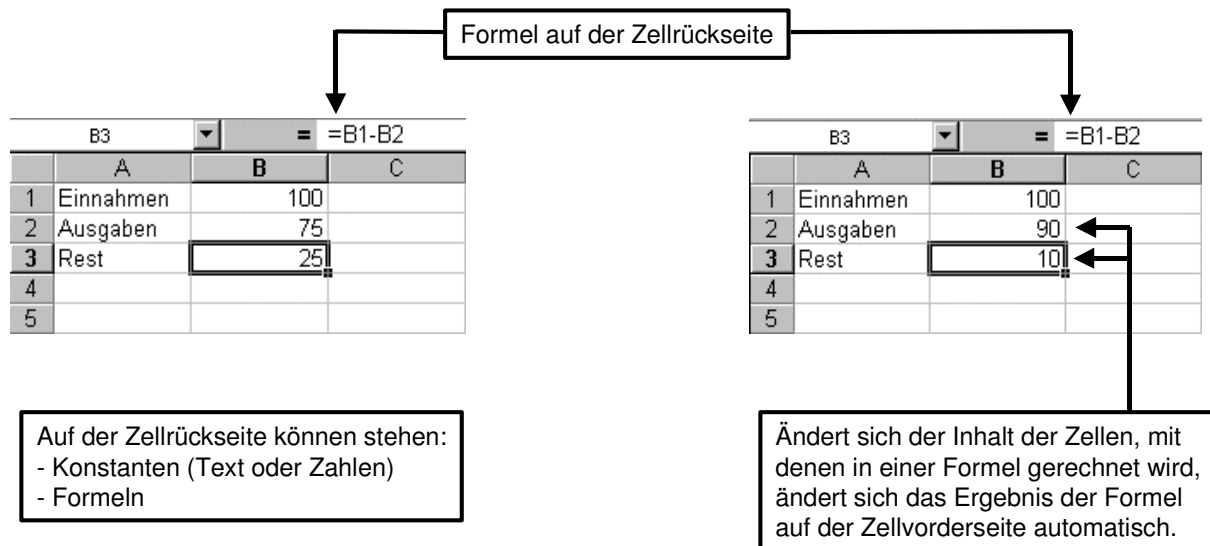 Formel auf der Zellrückseite
B3 = =B1-B2
A B C
1 Einnahmen 100
2 Ausgaben 75
3 Rest 25
4
5
B3 = =B1-B2
A B C
1 Einnahmen 100
2 Ausgaben 90
3 Rest 10
4
5
Auf der Zellrückseite können stehen:
- Konstanten (Text oder Zahlen)
- Formeln
Ändert sich der Inhalt der Zellen, mit
denen in einer Formel gerechnet wird,
ändert sich das Ergebnis der Formel
auf der Zellvorderseite automatisch.